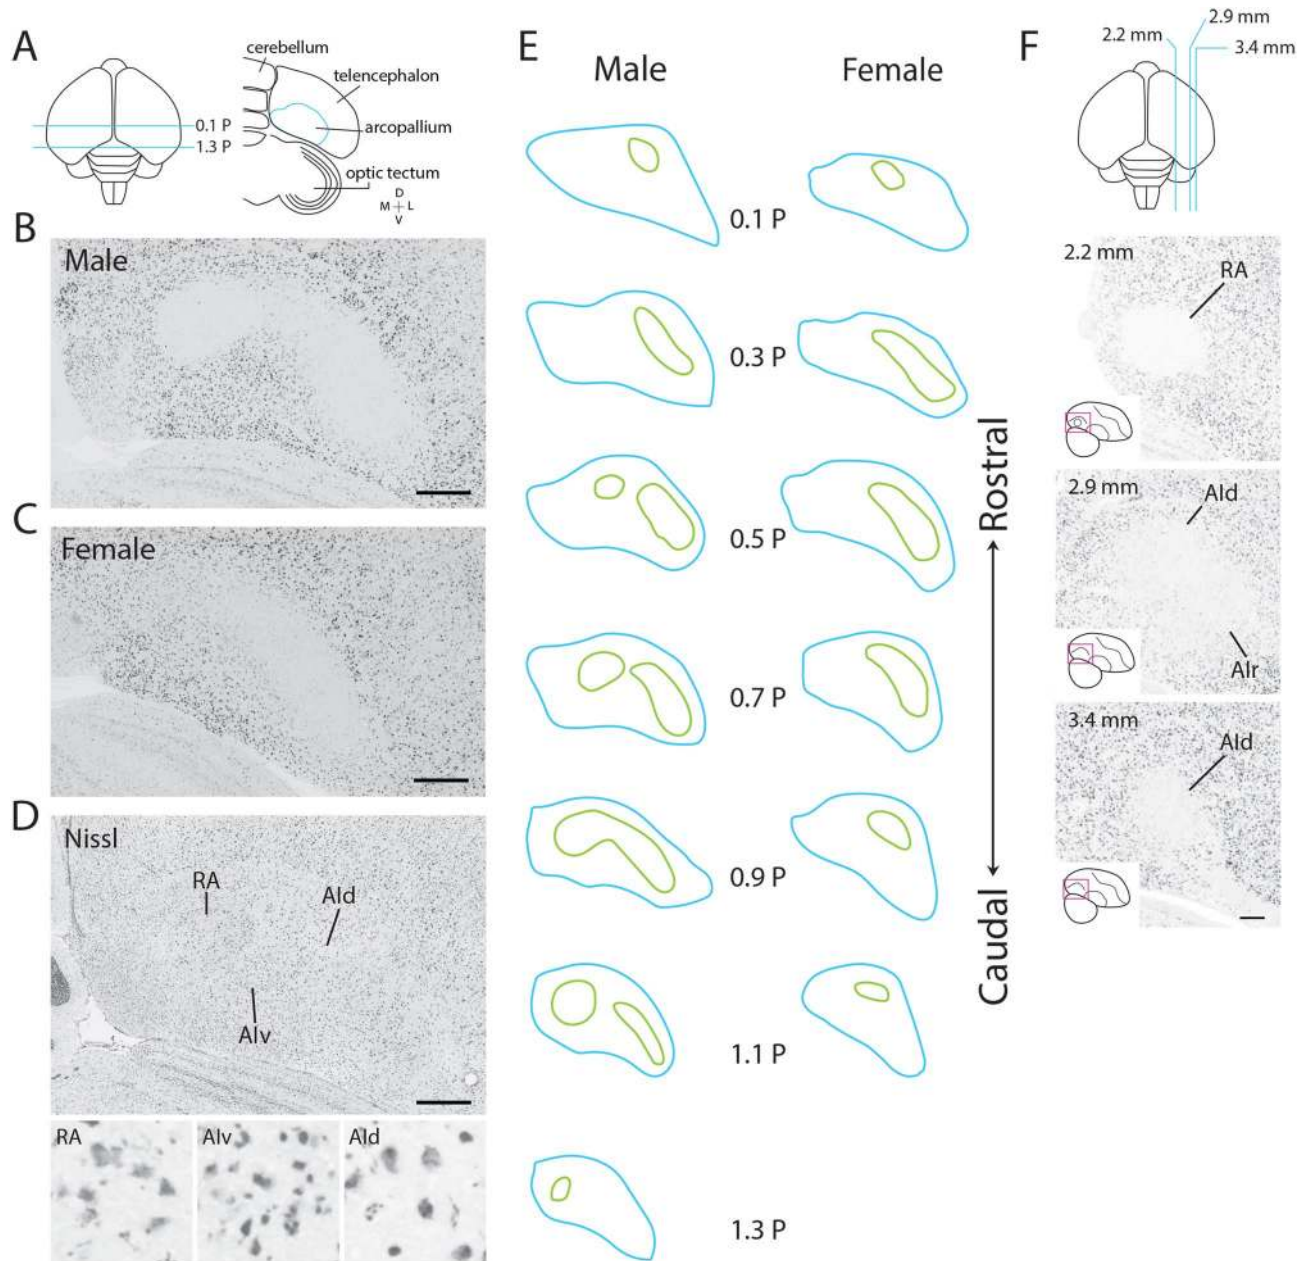 A
cerebellum
telencephalon
0.1 P
1.3 P
arcopallium
optic tectum
D
M L
V
B
Male
C
Female
D
Nissl
RA
AId
AIv
RA
AIv
AId
E
Male
Female
0.1 P
0.3 P
0.5 P
0.7 P
0.9 P
1.1 P
1.3 P
Rostral
Caudal
F
2.9 mm
2.2 mm
3.4 mm
2.2 mm
RA
2.9 mm
AId
AIr
3.4 mm
AId